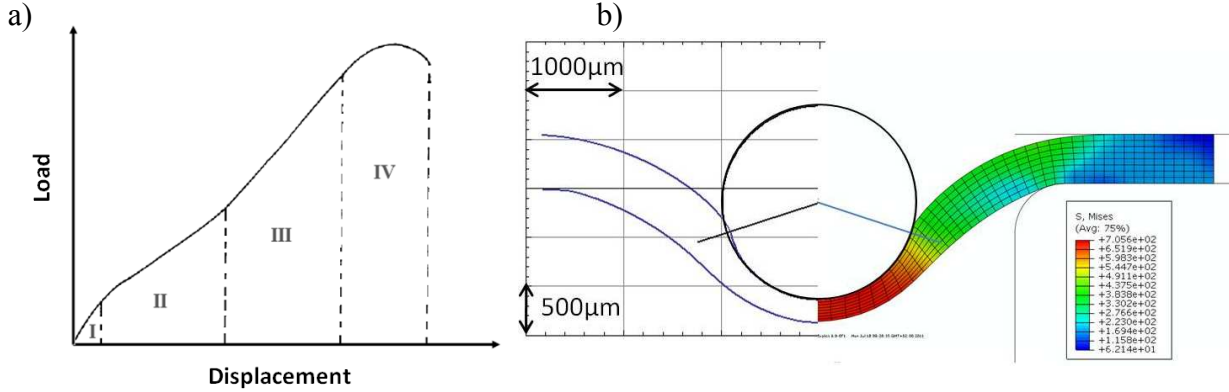 a)
Load
I
II
III
IV
Displacement
b)
1000μm
500μm
S, Mises
(Avg: 75%)
+7.056e+02
+6.519e+02
+5.983e+02
+5.447e+02
+4.911e+02
+4.375e+02
+3.838e+02
+3.302e+02
+2.766e+02
+2.230e+02
+1.694e+02
+1.158e+02
+6.214e+01